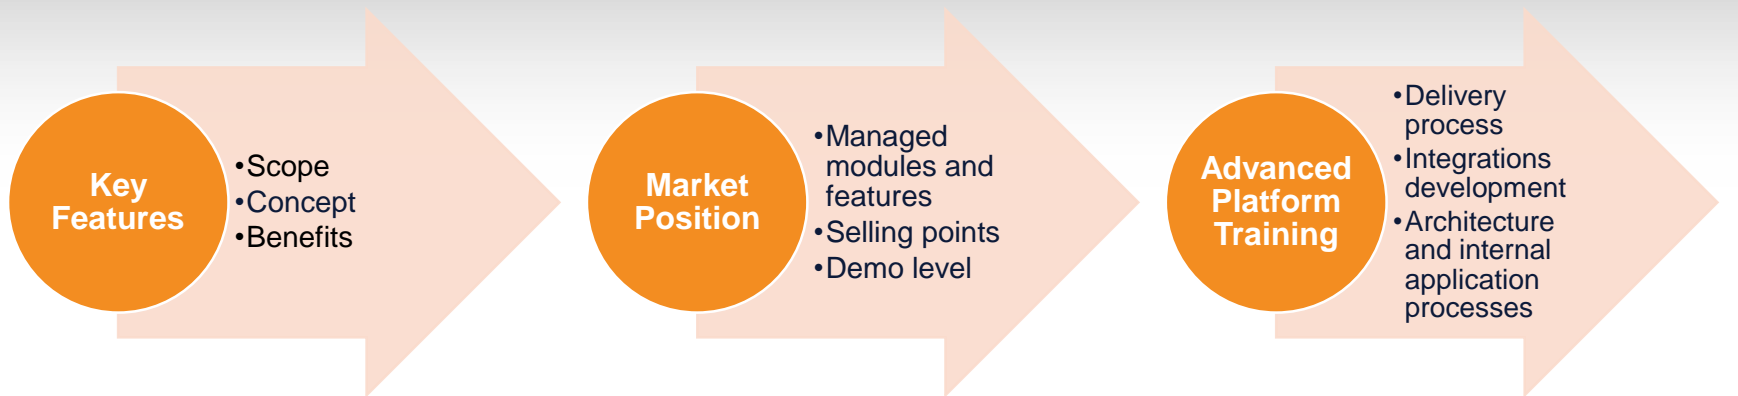 Key
Features
•Scope
•Concept
•Benefits
Market
Position
•Managed
modules and
features
•Selling points
•Demo level
Advanced
Platform
Training
•Delivery
process
•Integrations
development
•Architecture
and internal
application
processes